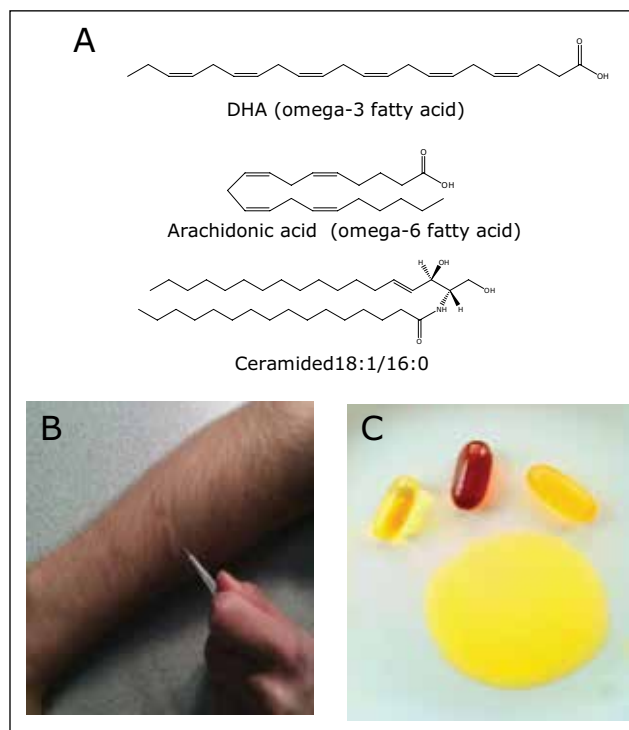 A
O
OH
DHA (omega-3 fatty acid)
O
OH
Arachidonic acid (omega-6 fatty acid)
H
OH
OH
NH
H
O
Ceramided18:1/16:0
B
C